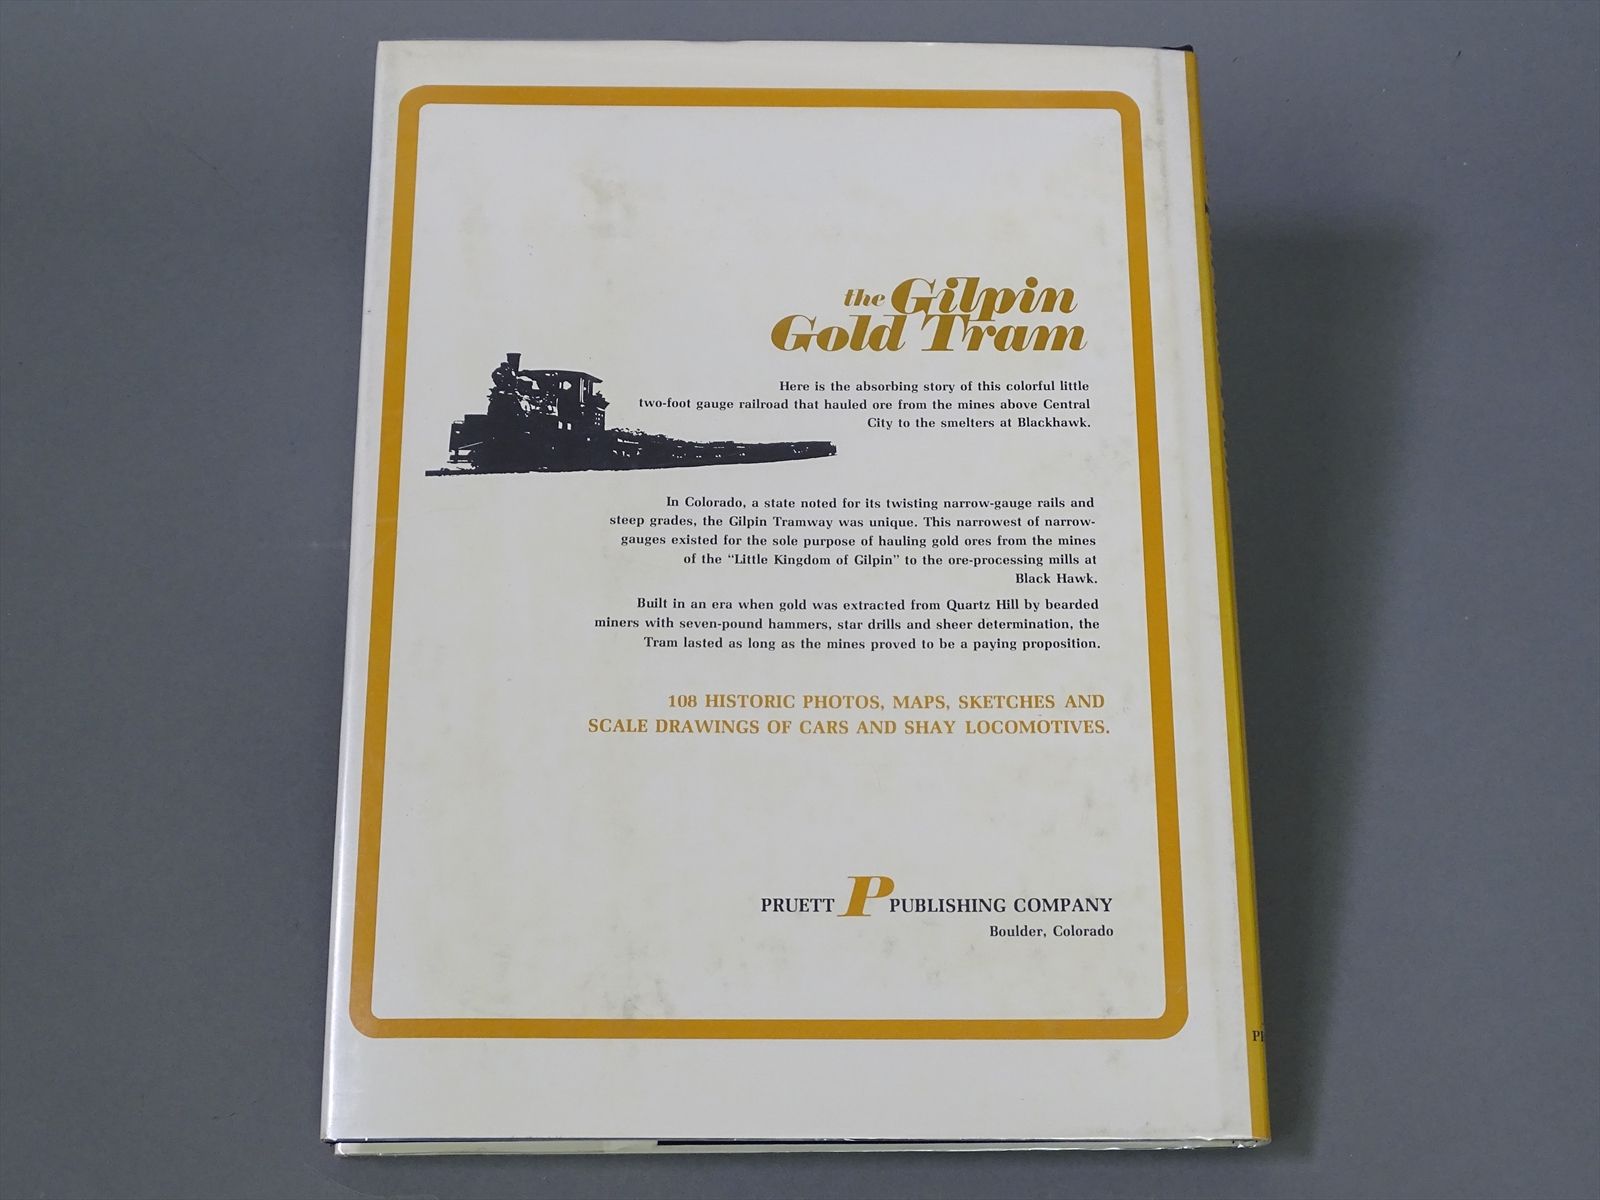 the Gilpin
Gold Tram
Here is the absorbing story of this colorful little
two-foot gauge railroad that hauled ore from the mines above Central
City to the smelters at Blackhawk.
In Colorado, a state noted for its twisting narrow-gauge rails and
steep grades, the Gilpin Tramway was unique. This narrowest of narrow-
gauges existed for the sole purpose of hauling gold ores from the mines
of the “Little Kingdom of Gilpin” to the ore-processing mills at
Black Hawk.
Built in an era when gold was extracted from Quartz Hill by bearded
miners with seven-pound hammers, star drills and sheer determination, the
Tram lasted as long as the mines proved to be a paying proposition.
108 HISTORIC PHOTOS, MAPS, SKETCHES AND
SCALE DRAWINGS OF CARS AND SHAY LOCOMOTIVES.
PRUETT P PUBLISHING COMPANY
Boulder, Colorado